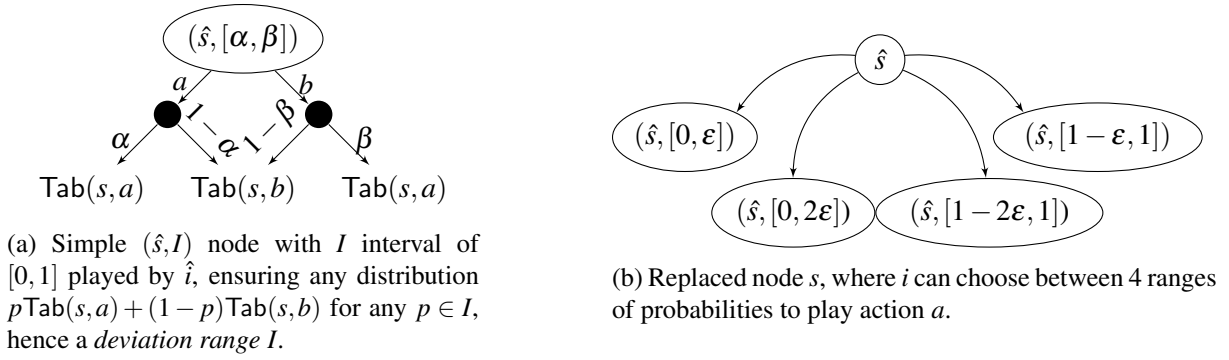 (ŝ, [α, β])
a b
α 1 − α 1 − β β
Tab(s, a) Tab(s, b) Tab(s, a)
(a) Simple (ŝ, I) node with I interval of
[0, 1] played by î, ensuring any distribution
pTab(s, a) + (1 − p)Tab(s, b) for any p ∈ I,
hence a deviation range I.
ŝ
(ŝ, [0, ε]) (ŝ, [1 − ε, 1])
(ŝ, [0, 2ε]) (ŝ, [1 − 2ε, 1])
(b) Replaced node s, where i can choose between 4 ranges
of probabilities to play action a.